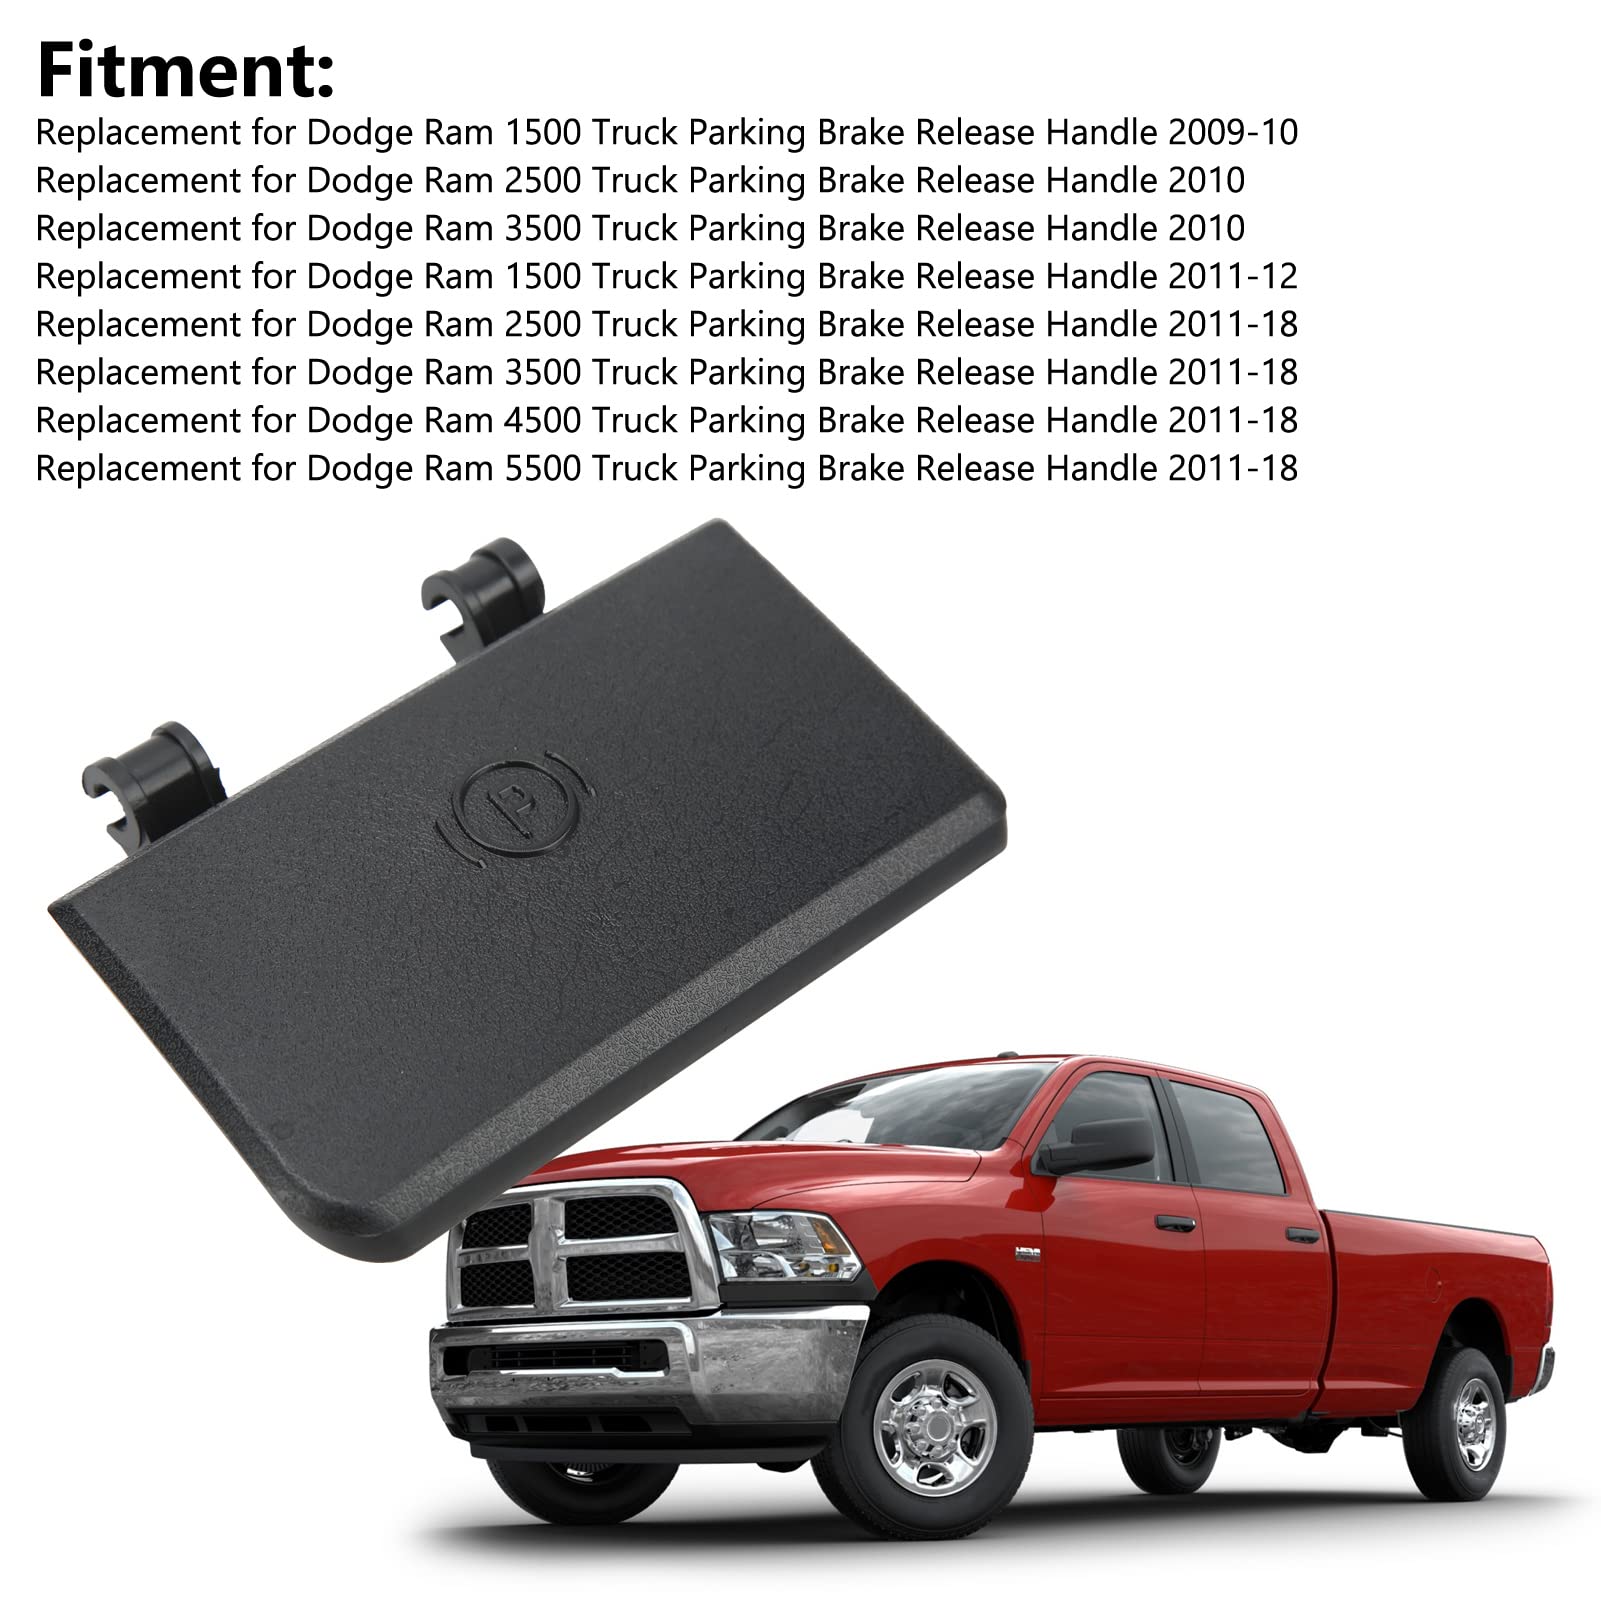 Fitment:
Replacement for Dodge Ram 1500 Truck Parking Brake Release Handle 2009-10
Replacement for Dodge Ram 2500 Truck Parking Brake Release Handle 2010
Replacement for Dodge Ram 3500 Truck Parking Brake Release Handle 2010
Replacement for Dodge Ram 1500 Truck Parking Brake Release Handle 2011-12
Replacement for Dodge Ram 2500 Truck Parking Brake Release Handle 2011-18
Replacement for Dodge Ram 3500 Truck Parking Brake Release Handle 2011-18
Replacement for Dodge Ram 4500 Truck Parking Brake Release Handle 2011-18
Replacement for Dodge Ram 5500 Truck Parking Brake Release Handle 2011-18
P